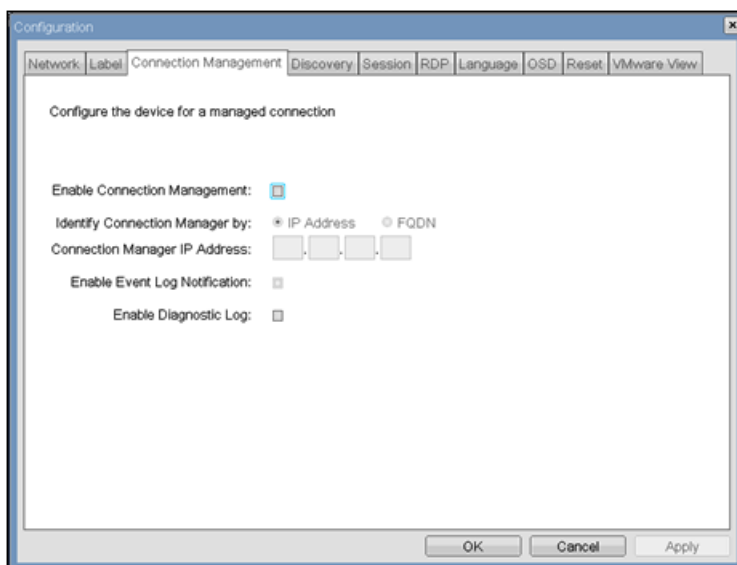 Configuration
Network Label Connection Management Discovery Session RDP Language OSD Reset VMware View
Configure the device for a managed connection
Enable Connection Management:
Identify Connection Manager by: IP Address FQDN
Connection Manager IP Address: . . .
Enable Event Log Notification:
Enable Diagnostic Log:
OK Cancel Apply